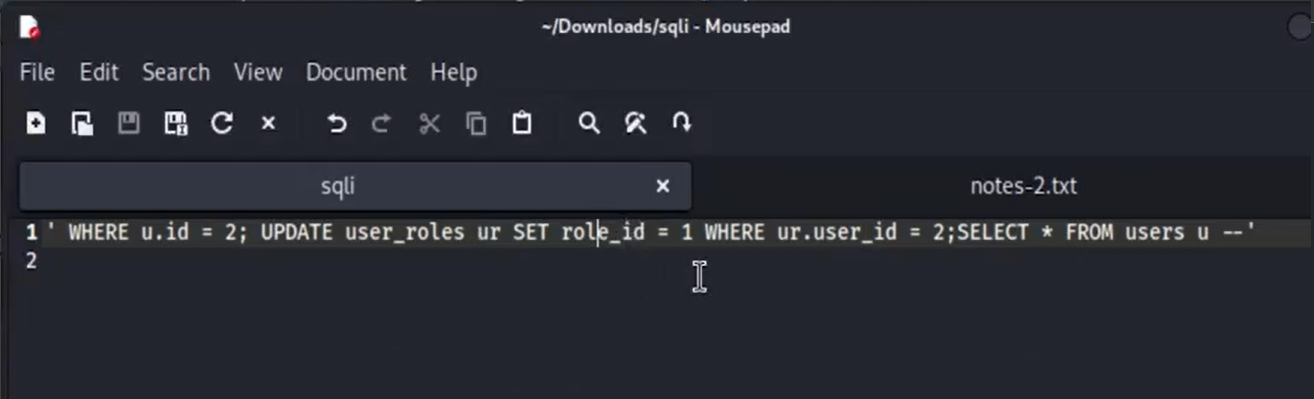 ~/Downloads/sqli - Mousepad
File Edit Search View Document Help
sqli notes-2.txt
1 ' WHERE u.id = 2; UPDATE user_roles ur SET role_id = 1 WHERE ur.user_id = 2;SELECT * FROM users u --'
2